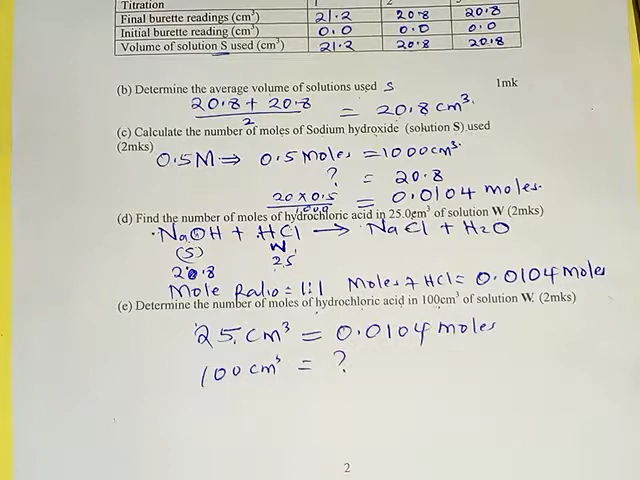 Titration 1 2 3
Final burette readings (cm³) 21.2 20.8 20.8
Initial burette reading (cm³) 0.0 0.0 0.0
Volume of solution S used (cm³) 21.2 20.8 20.8
(b) Determine the average volume of solutions used S 1mk
20.8 + 20.8 / 2 = 20.8 cm³.
(c) Calculate the number of moles of Sodium hydroxide (solution S) used
(2mks) 0.5M ⇒ 0.5 Moles = 1000cm³.
? = 20.8
20 x 0.5 / 1000 = 0.0104 moles.
(d) Find the number of moles of hydrochloric acid in 25.0cm³ of solution W (2mks)
NaOH + HCl → NaCl + H2O
(S) W
20.8 25
Mole Ratio = 1:1 Moles of HCl = 0.0104 Moles
(e) Determine the number of moles of hydrochloric acid in 100cm³ of solution W. (2mks)
25 cm³ = 0.0104 moles
100 cm³ = ?
2